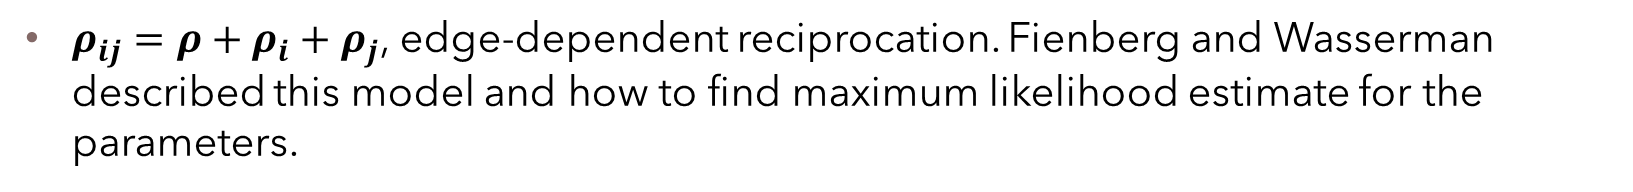 • ρij = ρ + ρi + ρj, edge-dependent reciprocation. Fienberg and Wasserman
described this model and how to find maximum likelihood estimate for the
parameters.